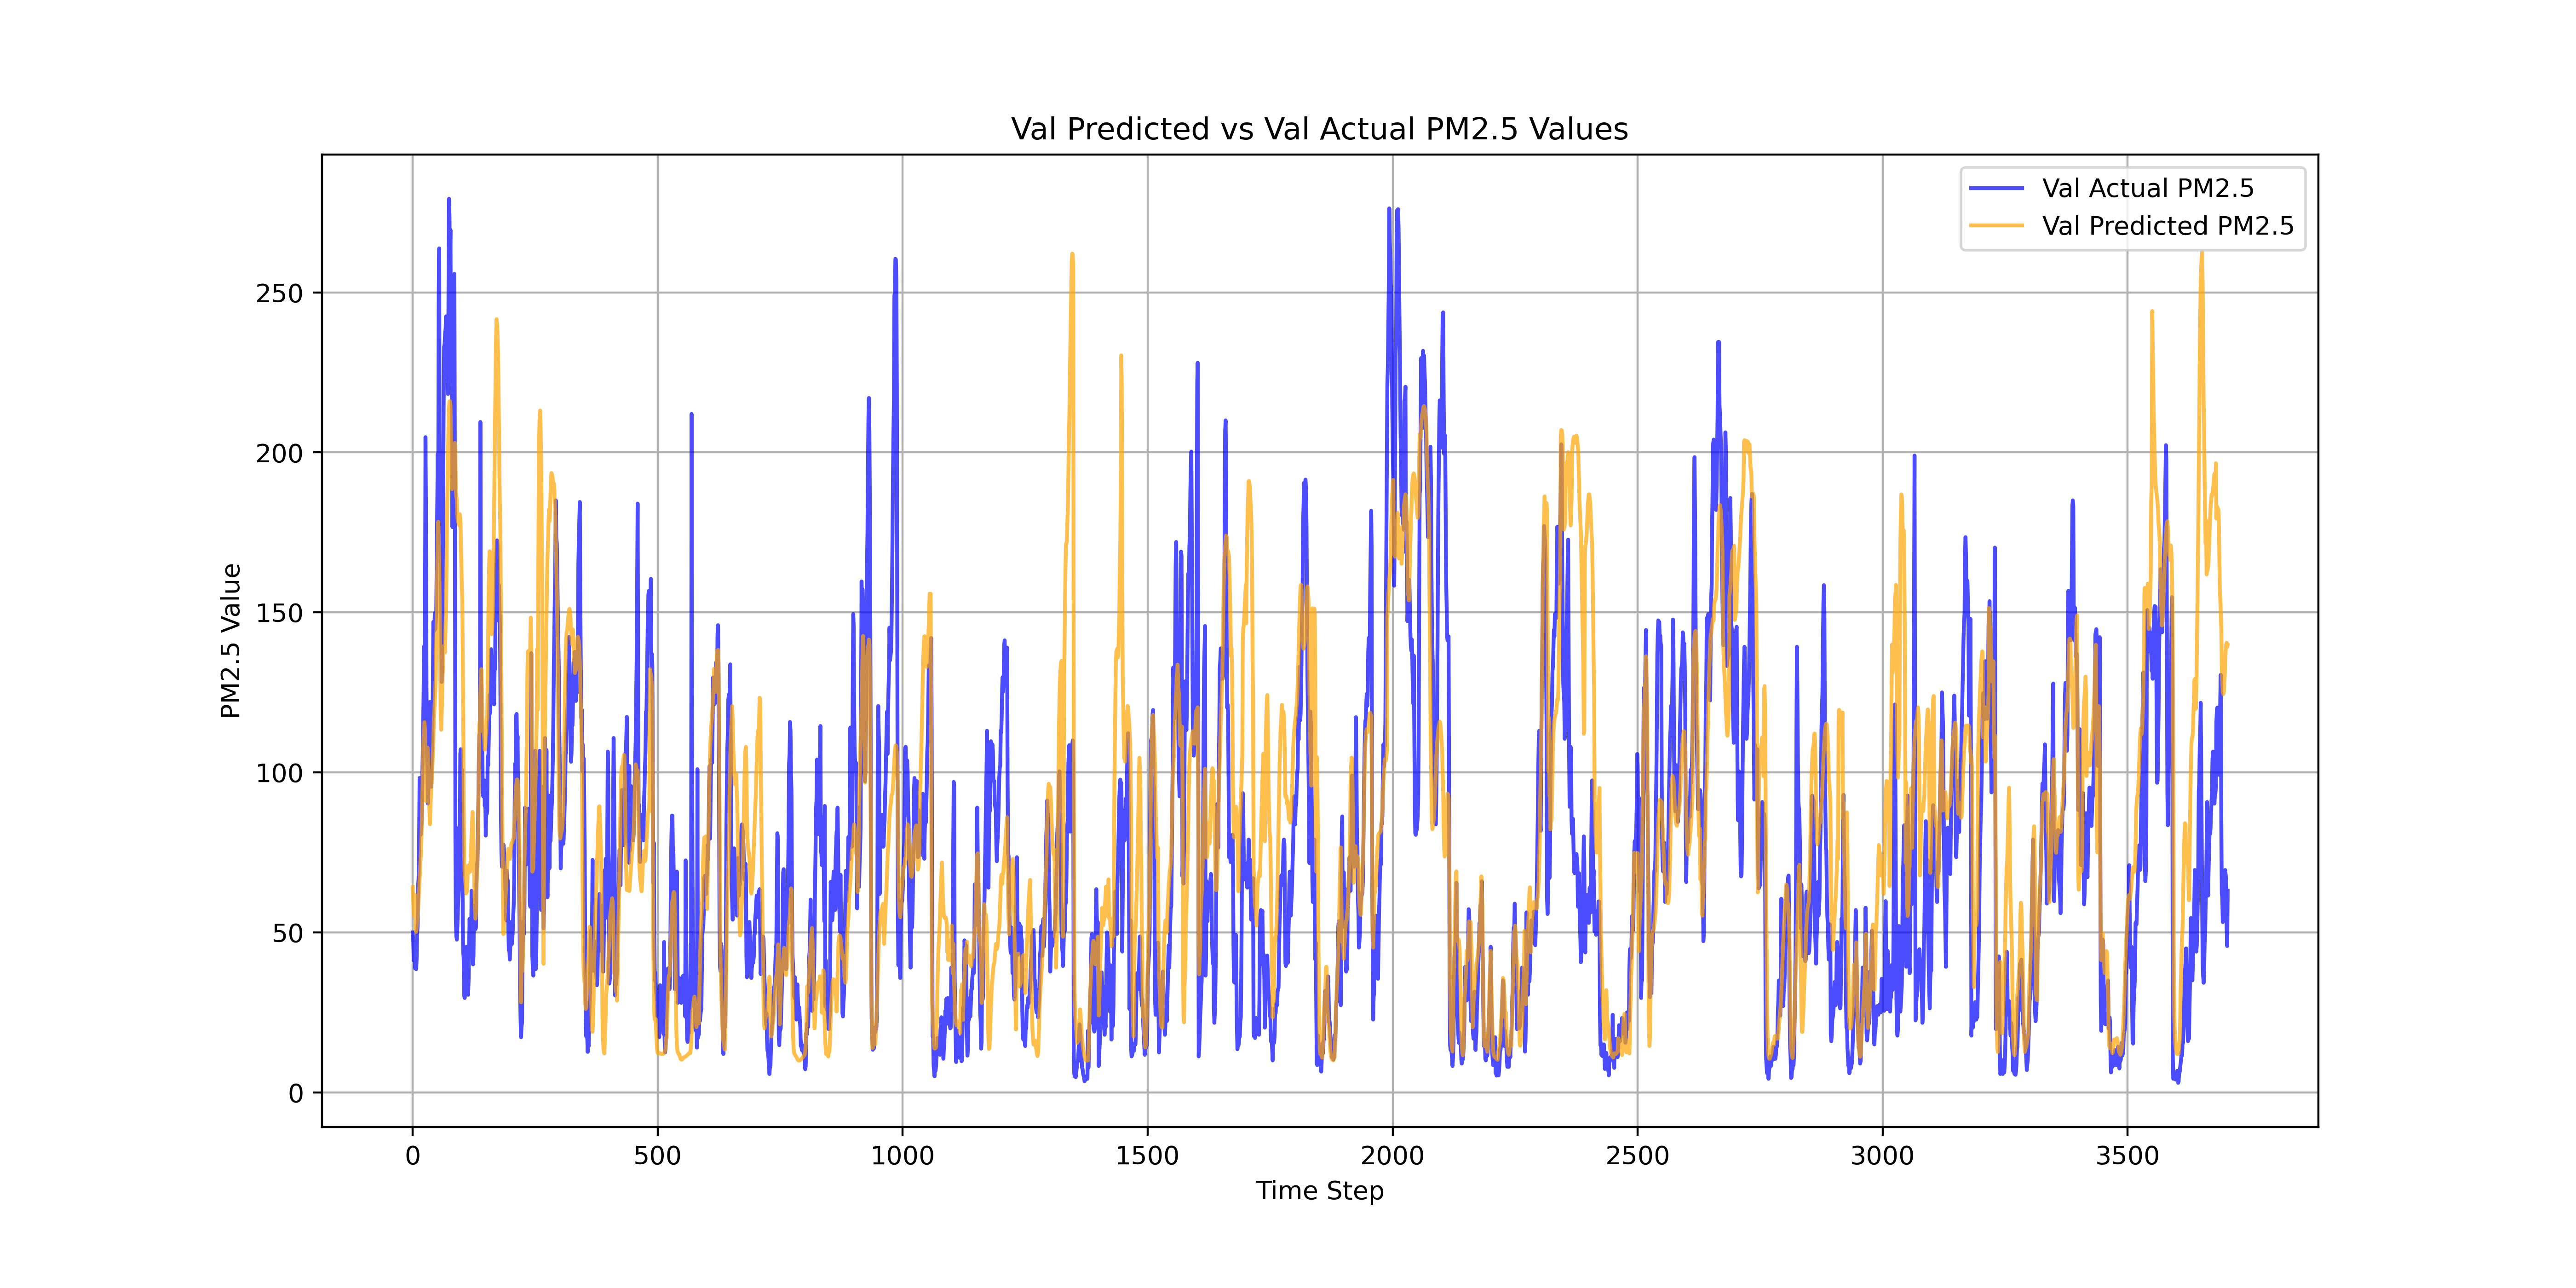 Val Predicted vs Val Actual PM2.5 Values
Val Actual PM2.5
Val Predicted PM2.5
PM2.5 Value
250
200
150
100
50
0
0 500 1000 1500 2000 2500 3000 3500
Time Step